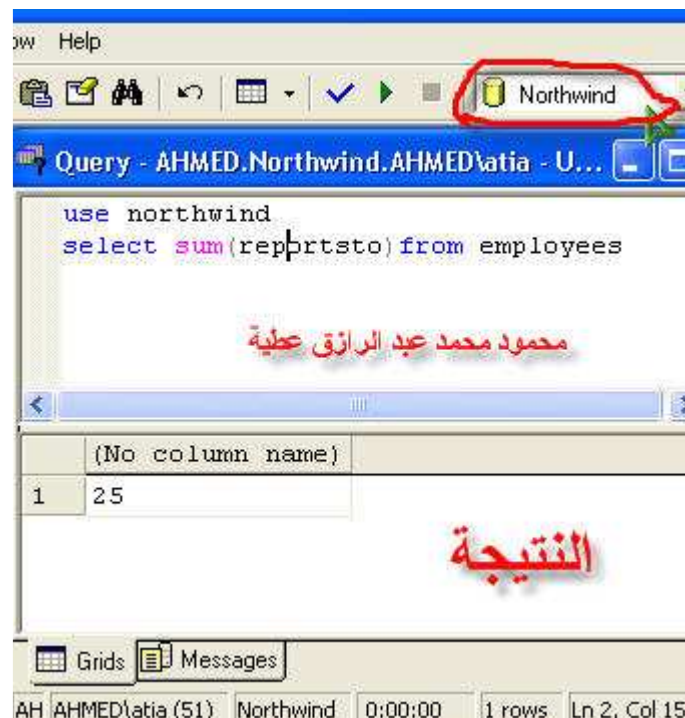 ow Help
Northwind
Query - AHMED.Northwind.AHMED\atia - U...
use northwind
select sum(reportsto)from employees
محمود محمد عبد الرازق عطية
(No column name)
1 25
النتيجة
Grids Messages
AH AHMED\atia (51) Northwind 0:00:00 1 rows Ln 2, Col 15